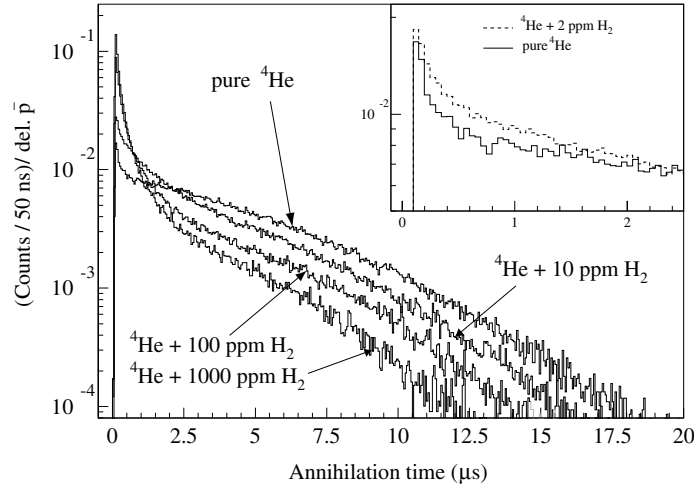 (Counts / 50 ns)/ del. p̄
10⁻¹
10⁻²
10⁻³
10⁻⁴
pure ⁴He
⁴He + 10 ppm H₂
⁴He + 100 ppm H₂
⁴He + 1000 ppm H₂
0 2.5 5 7.5 10 12.5 15 17.5 20
Annihilation time (μs)
⁴He + 2 ppm H₂
pure ⁴He
10⁻²
0 1 2